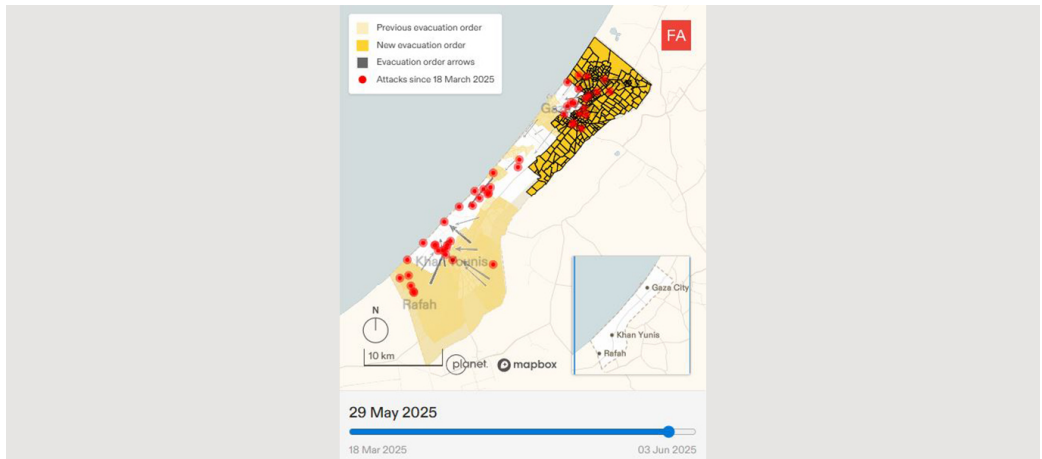 Previous evacuation order
New evacuation order
Evacuation order arrows
Attacks since 18 March 2025
FA
Khan Younis
Rafah
N
10 km
planet.
mapbox
Gaza City
Khan Yunis
Rafah
29 May 2025
18 Mar 2025
03 Jun 2025